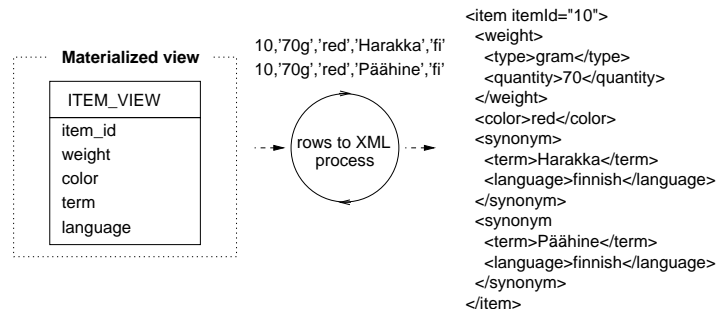 Materialized view
ITEM_VIEW
item_id
weight
color
term
language
10,'70g','red','Harakka','fi'
10,'70g','red','Päähine','fi'
rows to XML
process
<item itemId="10">
<weight>
<type>gram</type>
<quantity>70</quantity>
</weight>
<color>red</color>
<synonym>
<term>Harakka</term>
<language>finnish</language>
</synonym>
<synonym
<term>Päähine</term>
<language>finnish</language>
</synonym>
</item>